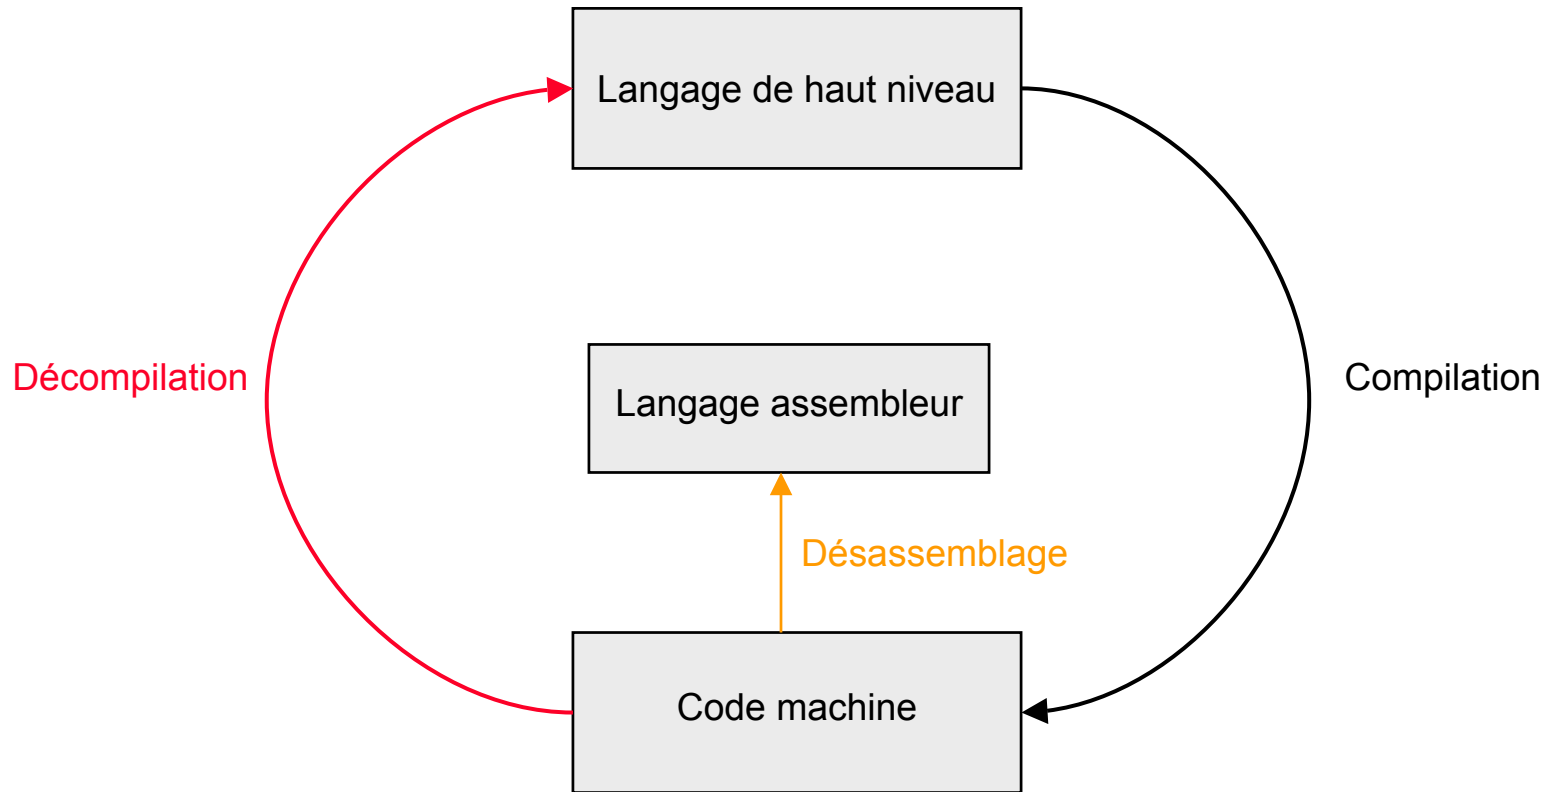 Langage de haut niveau
Décompilation
Compilation
Langage assembleur
Désassemblage
Code machine